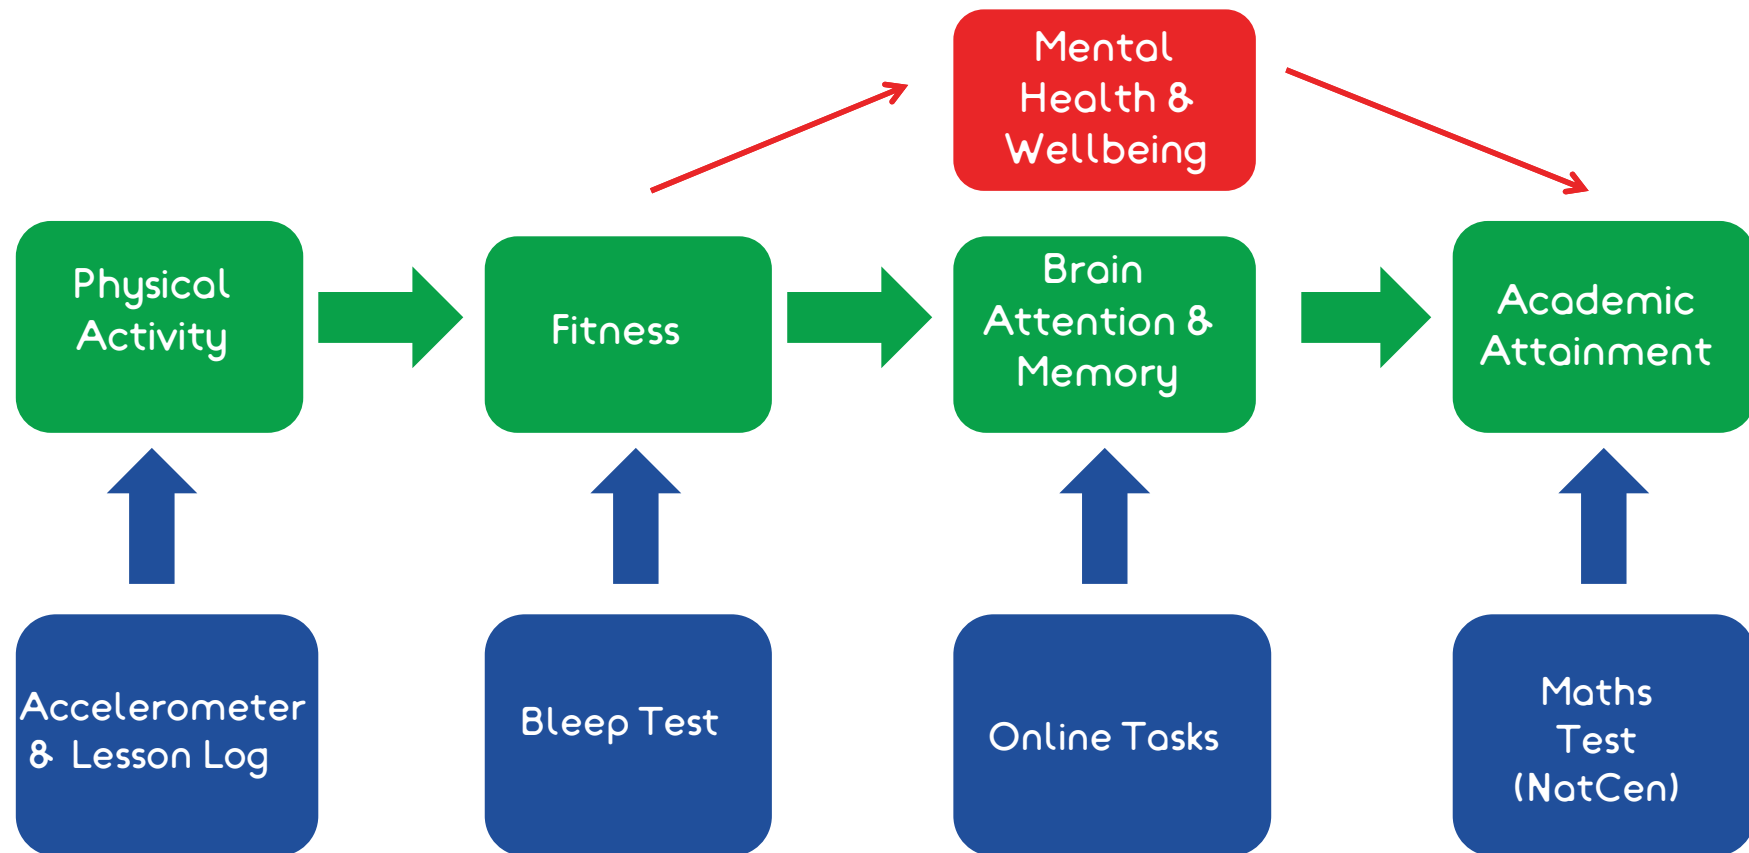 Mental
Health &
Wellbeing
Physical
Activity
Fitness
Brain
Attention &
Memory
Academic
Attainment
Accelerometer
& Lesson Log
Bleep Test
Online Tasks
Maths
Test
(NatCen)